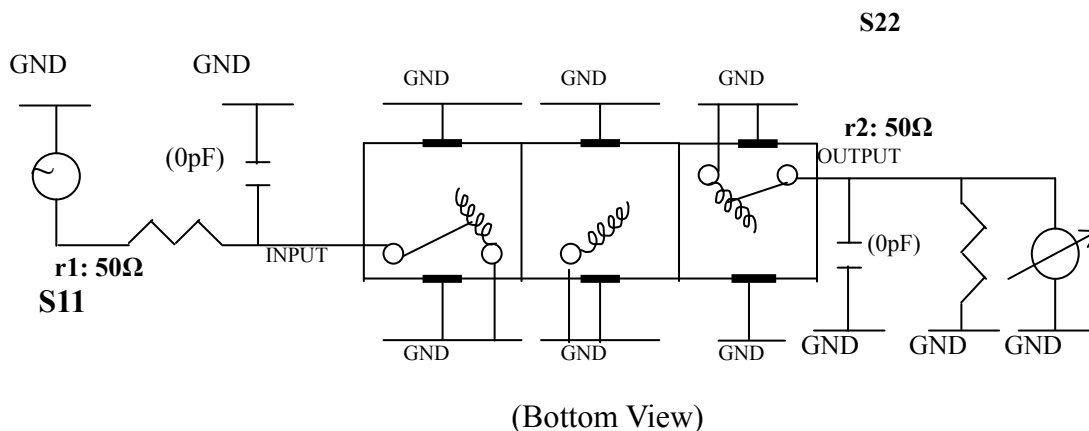 S22
GND
GND
GND
GND
GND
r2: 50Ω
(0pF)
OUTPUT
INPUT
(0pF)
r1: 50Ω
S11
GND
GND
GND
GND
GND
GND
(Bottom View)